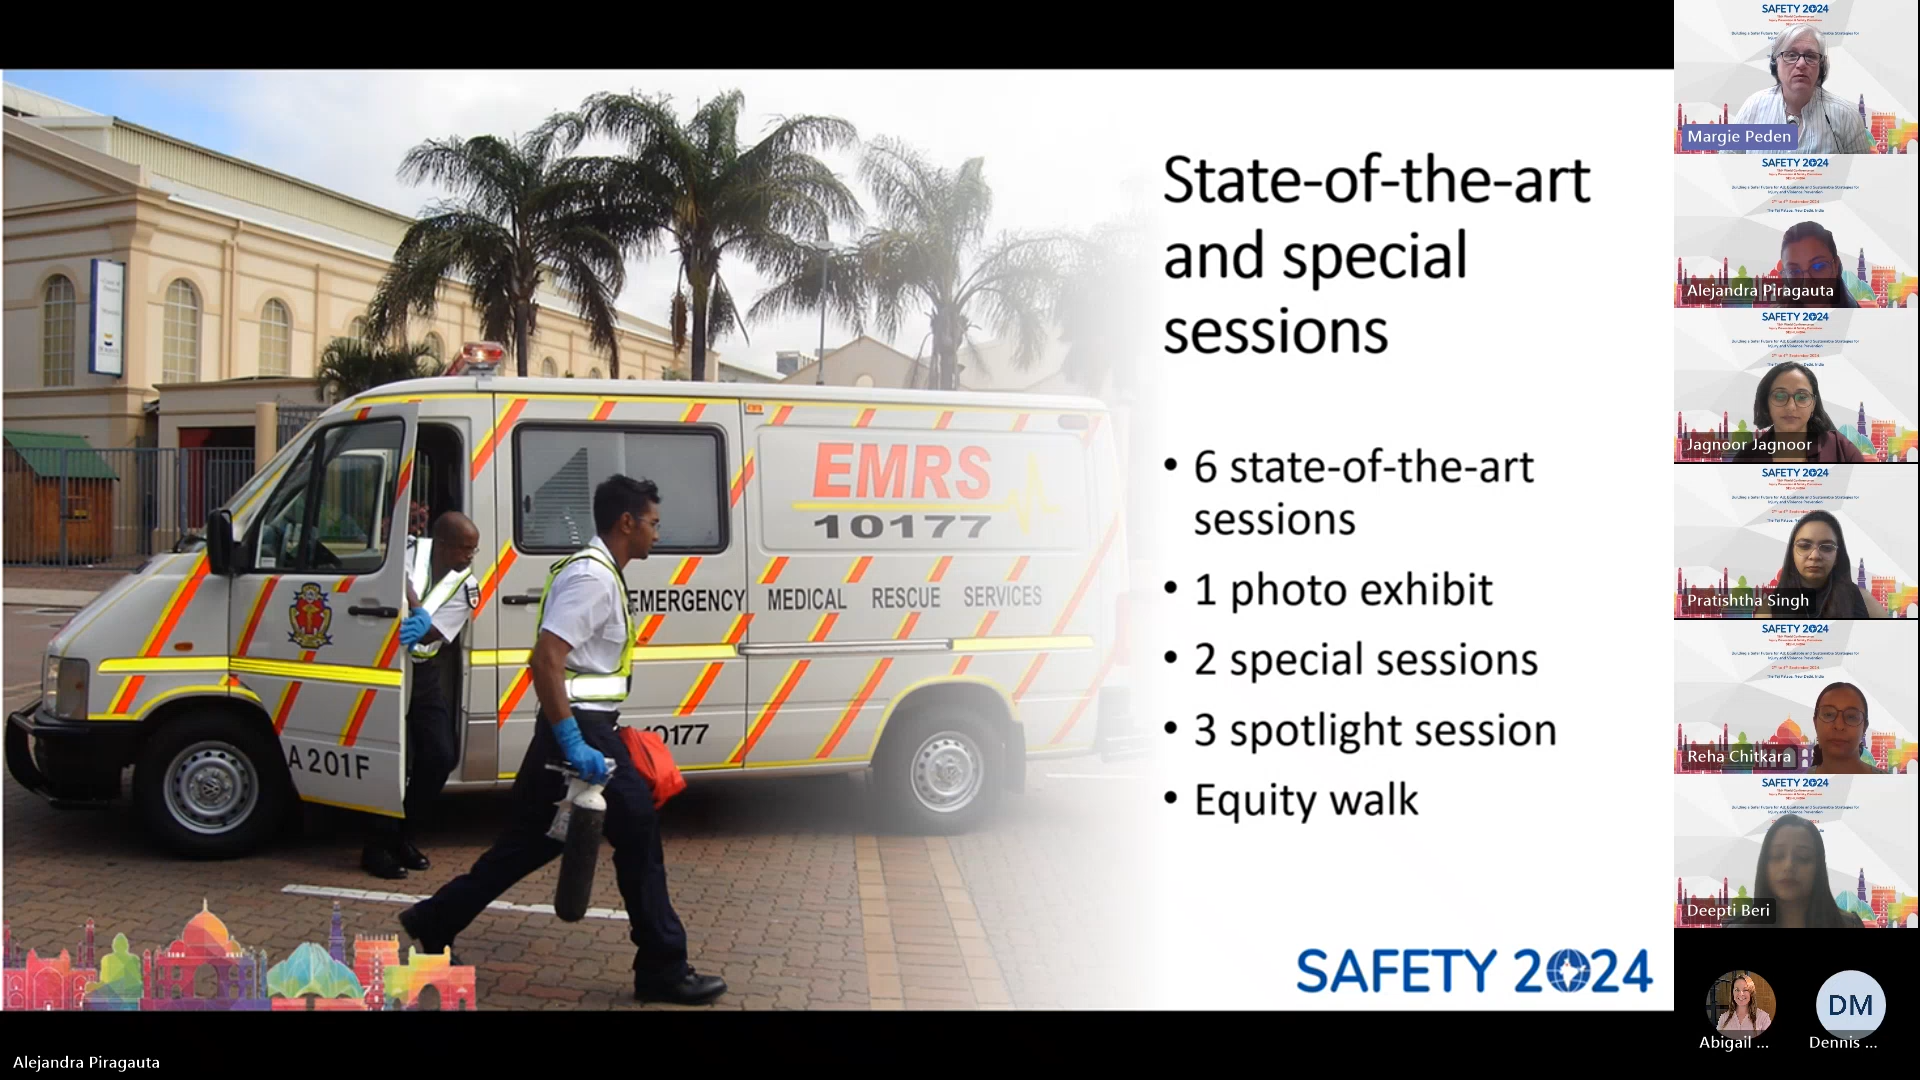 State-of-the-art
and special
sessions
• 6 state-of-the-art
sessions
• 1 photo exhibit
• 2 special sessions
• 3 spotlight session
• Equity walk
SAFETY 2024
EMRS
10177
EMERGENCY MEDICAL RESCUE SERVICES
10177
A 201F
Alejandra Piragauta
SAFETY 2024
Margie Peden
SAFETY 2024
Alejandra Piragauta
SAFETY 2024
Jagnoor Jagnoor
SAFETY 2024
Pratishtha Singh
SAFETY 2024
Reha Chitkara
SAFETY 2024
Deepti Beri
DM
Abigail ...
Dennis ...